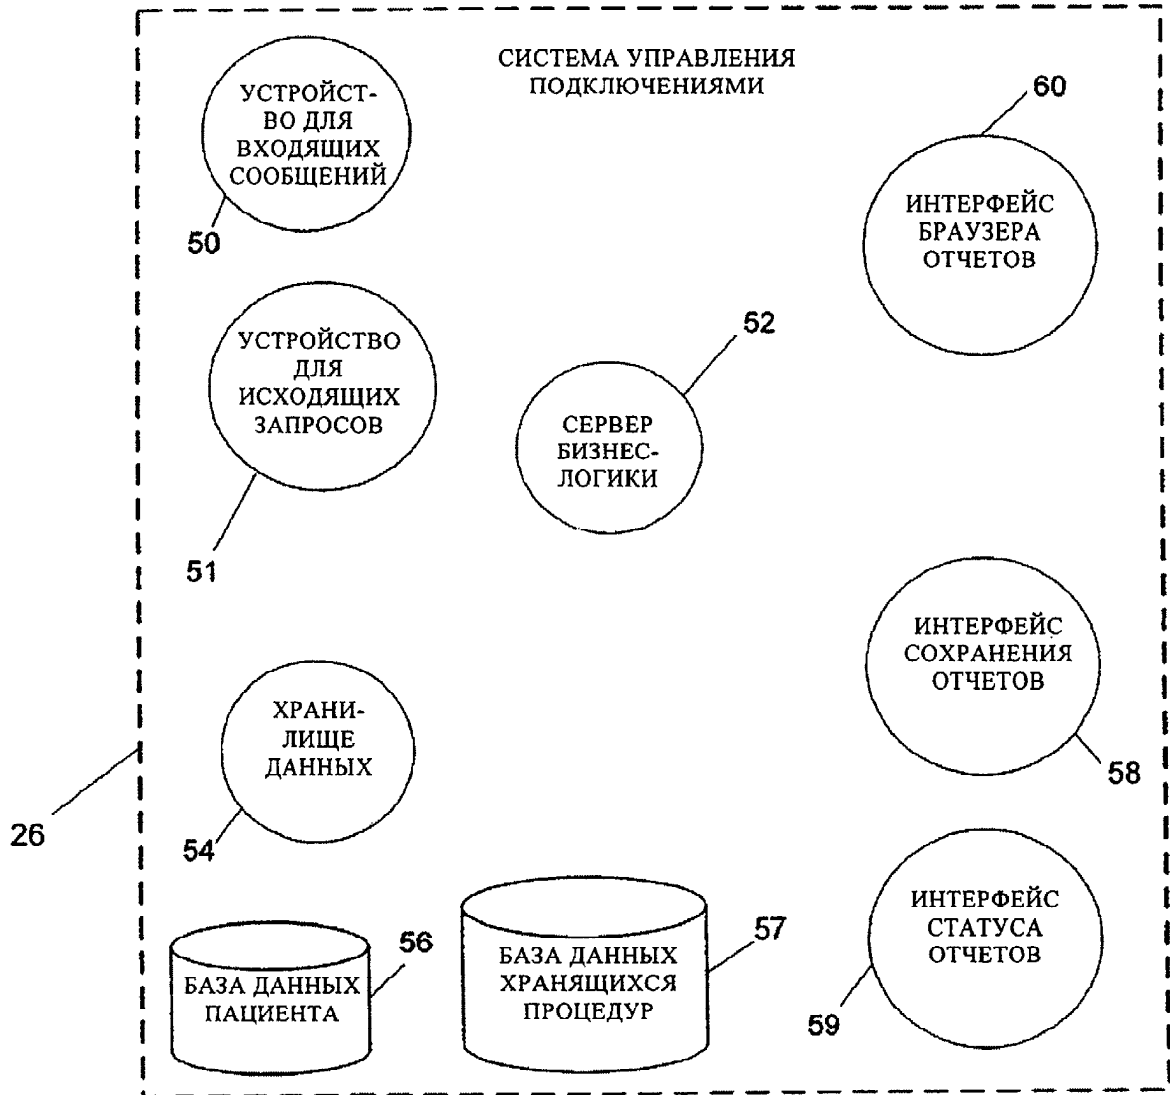 СИСТЕМА УПРАВЛЕНИЯ
ПОДКЛЮЧЕНИЯМИ
УСТРОЙСТ-
ВО ДЛЯ
ВХОДЯЩИХ
СООБЩЕНИЙ
50
60
ИНТЕРФЕЙС
БРАУЗЕРА
ОТЧЕТОВ
УСТРОЙСТВО
ДЛЯ
ИСХОДЯЩИХ
ЗАПРОСОВ
51
52
СЕРВЕР
БИЗНЕС-
ЛОГИКИ
ИНТЕРФЕЙС
СОХРАНЕНИЯ
ОТЧЕТОВ
58
ХРАНИ-
ЛИЩЕ
ДАННЫХ
54
26
БАЗА ДАННЫХ
ПАЦИЕНТА
56
БАЗА ДАННЫХ
ХРАНЯЩИХСЯ
ПРОЦЕДУР
57
ИНТЕРФЕЙС
СТАТУСА
ОТЧЕТОВ
59